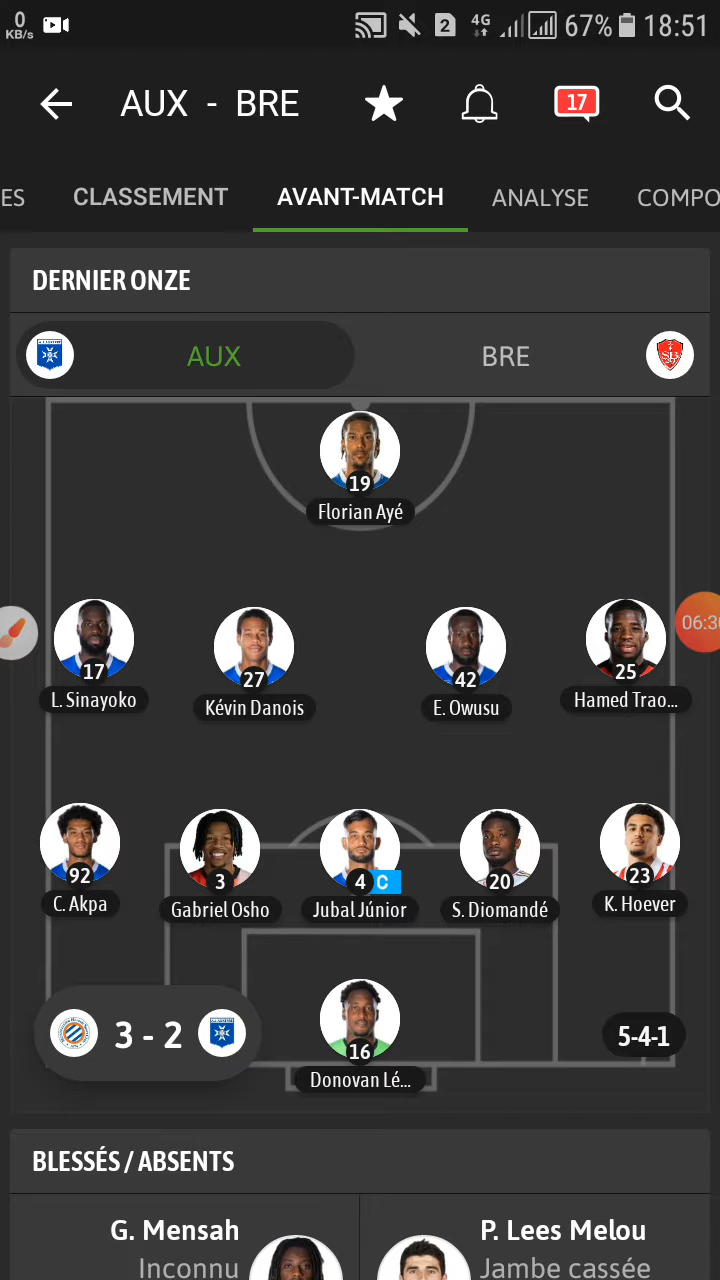 0
KB/s
2
4G
67%
18:51
AUX - BRE
17
ES
CLASSEMENT
AVANT-MATCH
ANALYSE
COMPO
DERNIER ONZE
AUX
BRE
19
Florian Ayé
17
L. Sinayoko
27
Kévin Danois
42
E. Owusu
25
Hamed Trao...
06:30
92
C. Akpa
3
Gabriel Osho
4 C
Jubal Júnior
20
S. Diomandé
23
K. Hoever
3 - 2
16
Donovan Lé...
5-4-1
BLESSÉS / ABSENTS
G. Mensah
Inconnu
P. Lees Melou
Jambe cassée